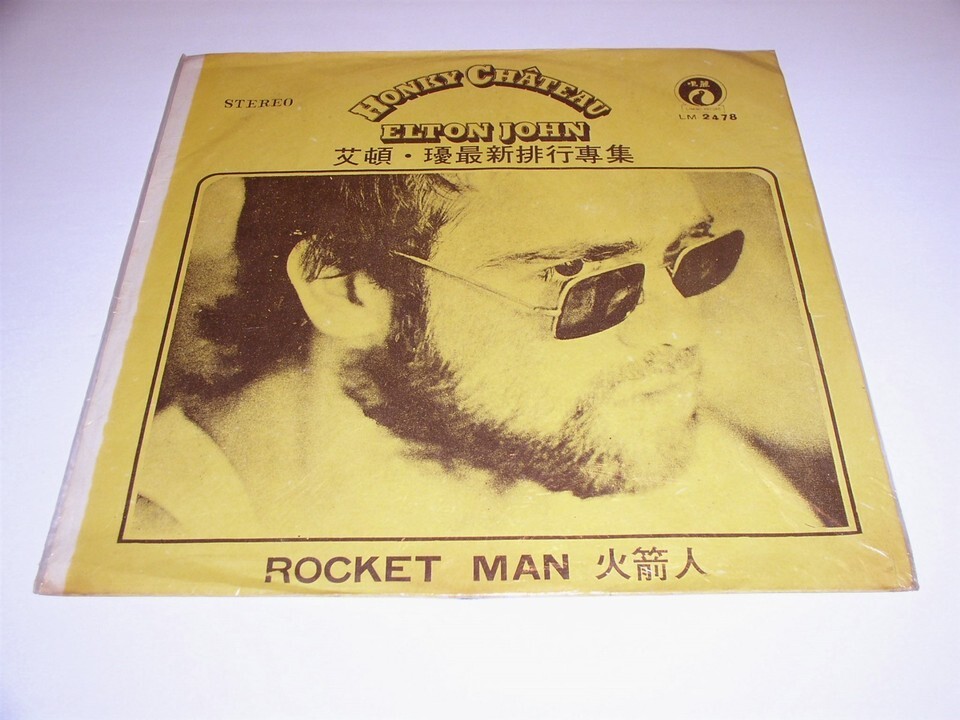 HONKY CHÂTEAU
STEREO
ELTON JOHN
LM 2478
艾頓·瓊最新排行專集
ROCKET MAN 火箭人